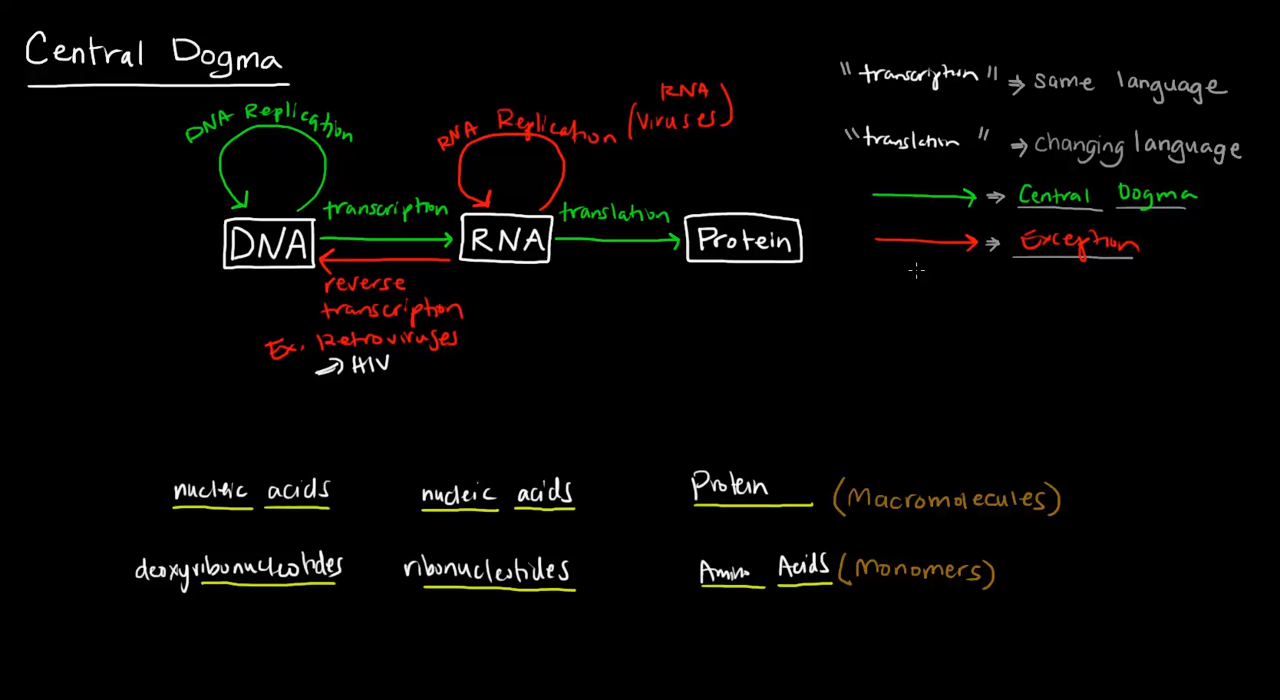 Central Dogma
"transcription" ⇒ same language
"translation" ⇒ changing language
⇒ Central Dogma
⇒ Exception
DNA Replication
RNA Replication (RNA Viruses)
transcription
translation
DNA
RNA
Protein
reverse
transcription
Ex. Retroviruses
→ HIV
nucleic acids nucleic acids Protein (Macromolecules)
deoxyribonucleotides ribonucleotides Amino Acids (Monomers)